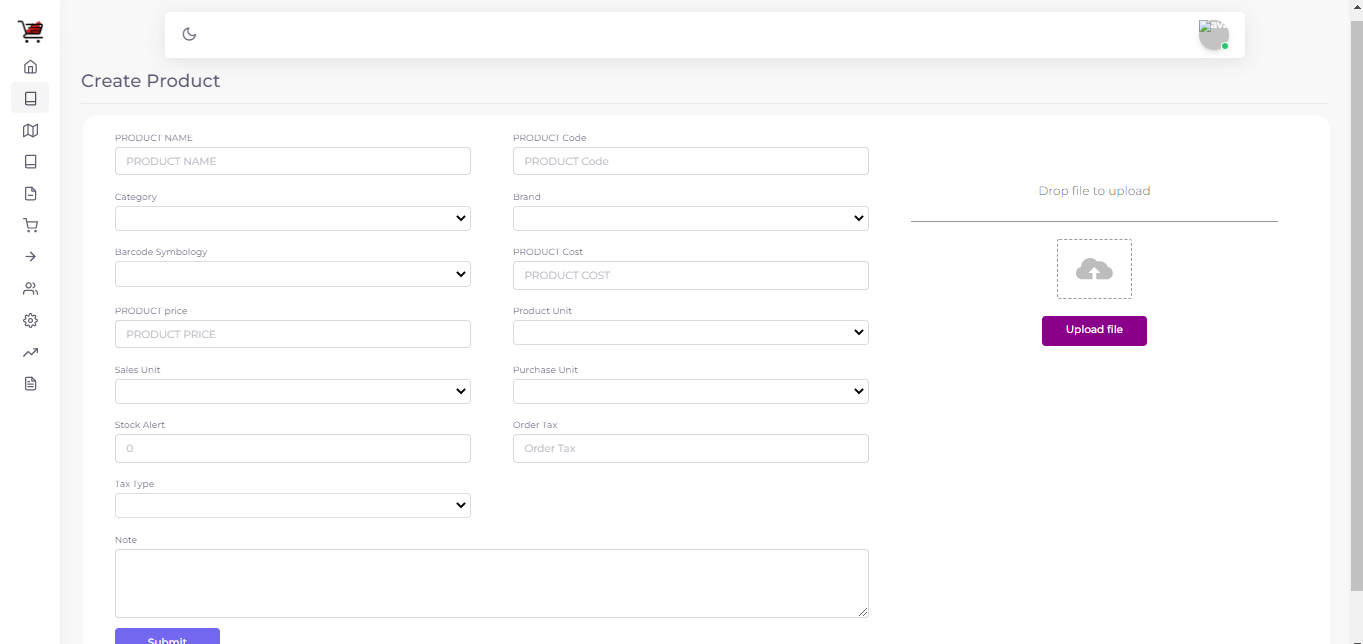 Create Product
PRODUCT NAME
PRODUCT NAME
PRODUCT Code
PRODUCT Code
Category
Brand
Barcode Symbology
PRODUCT Cost
PRODUCT COST
PRODUCT price
PRODUCT PRICE
Product Unit
Sales Unit
Purchase Unit
Stock Alert
0
Order Tax
Order Tax
Tax Type
Note
Submit
Drop file to upload
Upload file